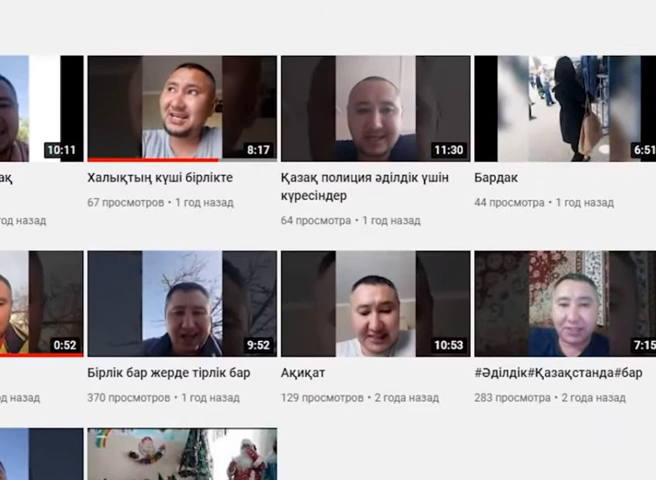 10:11
8:17
11:30
6:51
ақ
Халықтың күші бірлікте
Қазақ полиция әділдік үшін
күресіндер
Бардак
67 просмотров • 1 год назад
64 просмотра • 1 год назад
44 просмотра • 1 год назад
год назад
0:52
9:52
10:53
7:15
Бірлік бар жерде тірлік бар
Ақиқат
#Әділдік#Қазақстанда#бар
од назад
370 просмотров • 1 год назад
129 просмотров • 2 года назад
283 просмотра • 2 года назад